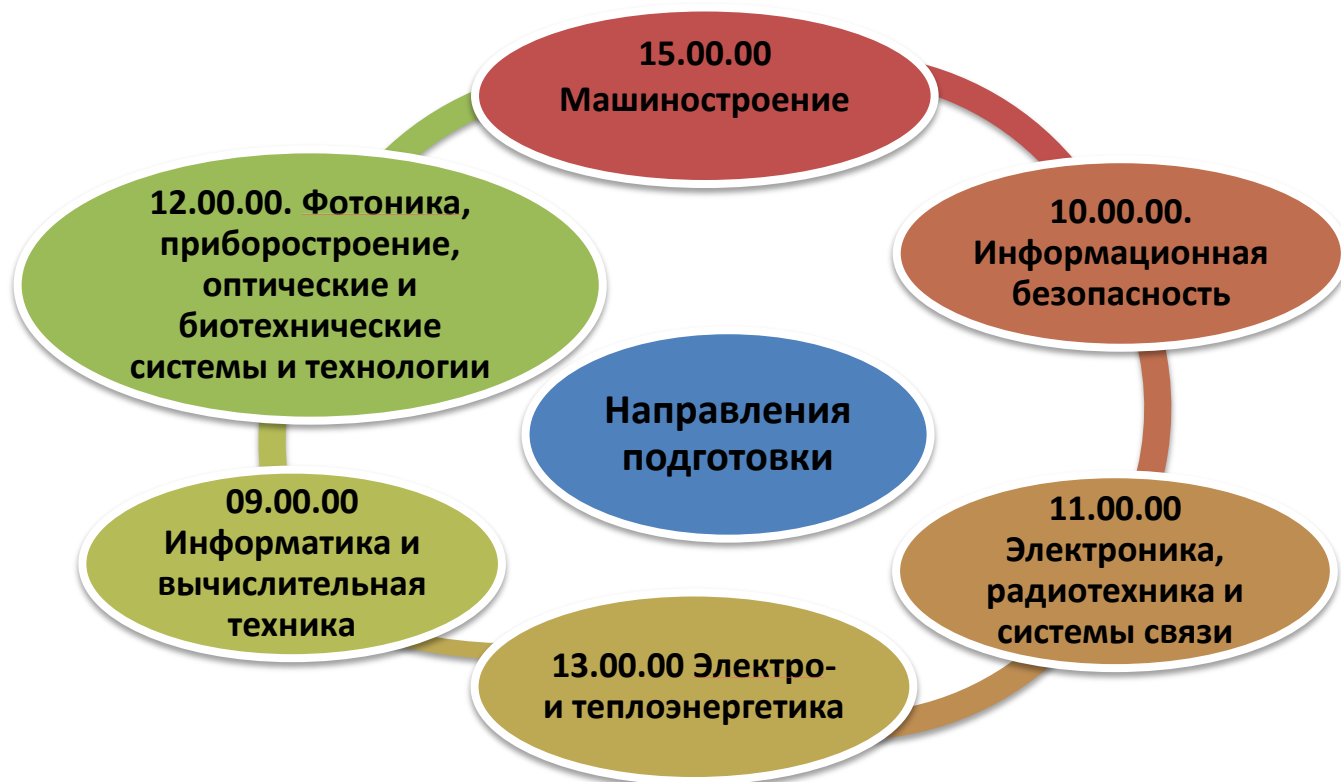 15.00.00
Машиностроение
10.00.00.
Информационная
безопасность
11.00.00
Электроника,
радиотехника и
системы связи
13.00.00 Электро-
и теплоэнергетика
09.00.00
Информатика и
вычислительная
техника
12.00.00. Фотоника,
приборостроение,
оптические и
биотехнические
системы и технологии
Направления
подготовки